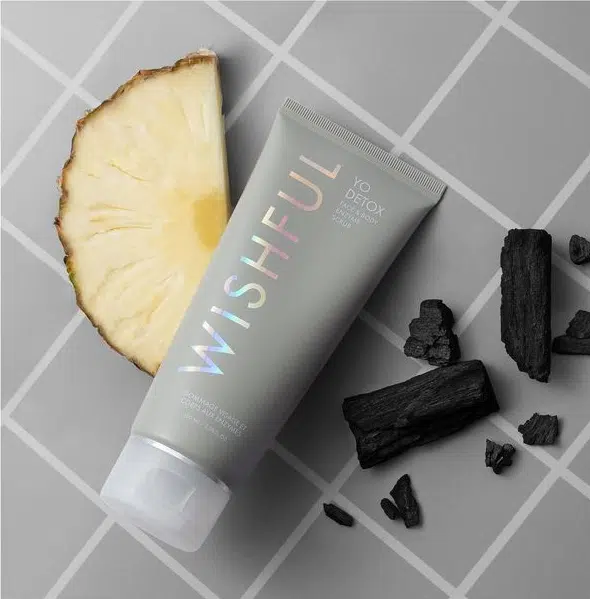 WISHFUL
YO
DETOX
FACE & BODY
ENZYME
SCRUB
GOMMAGE VISAGE ET
CORPS AUX ENZYMES